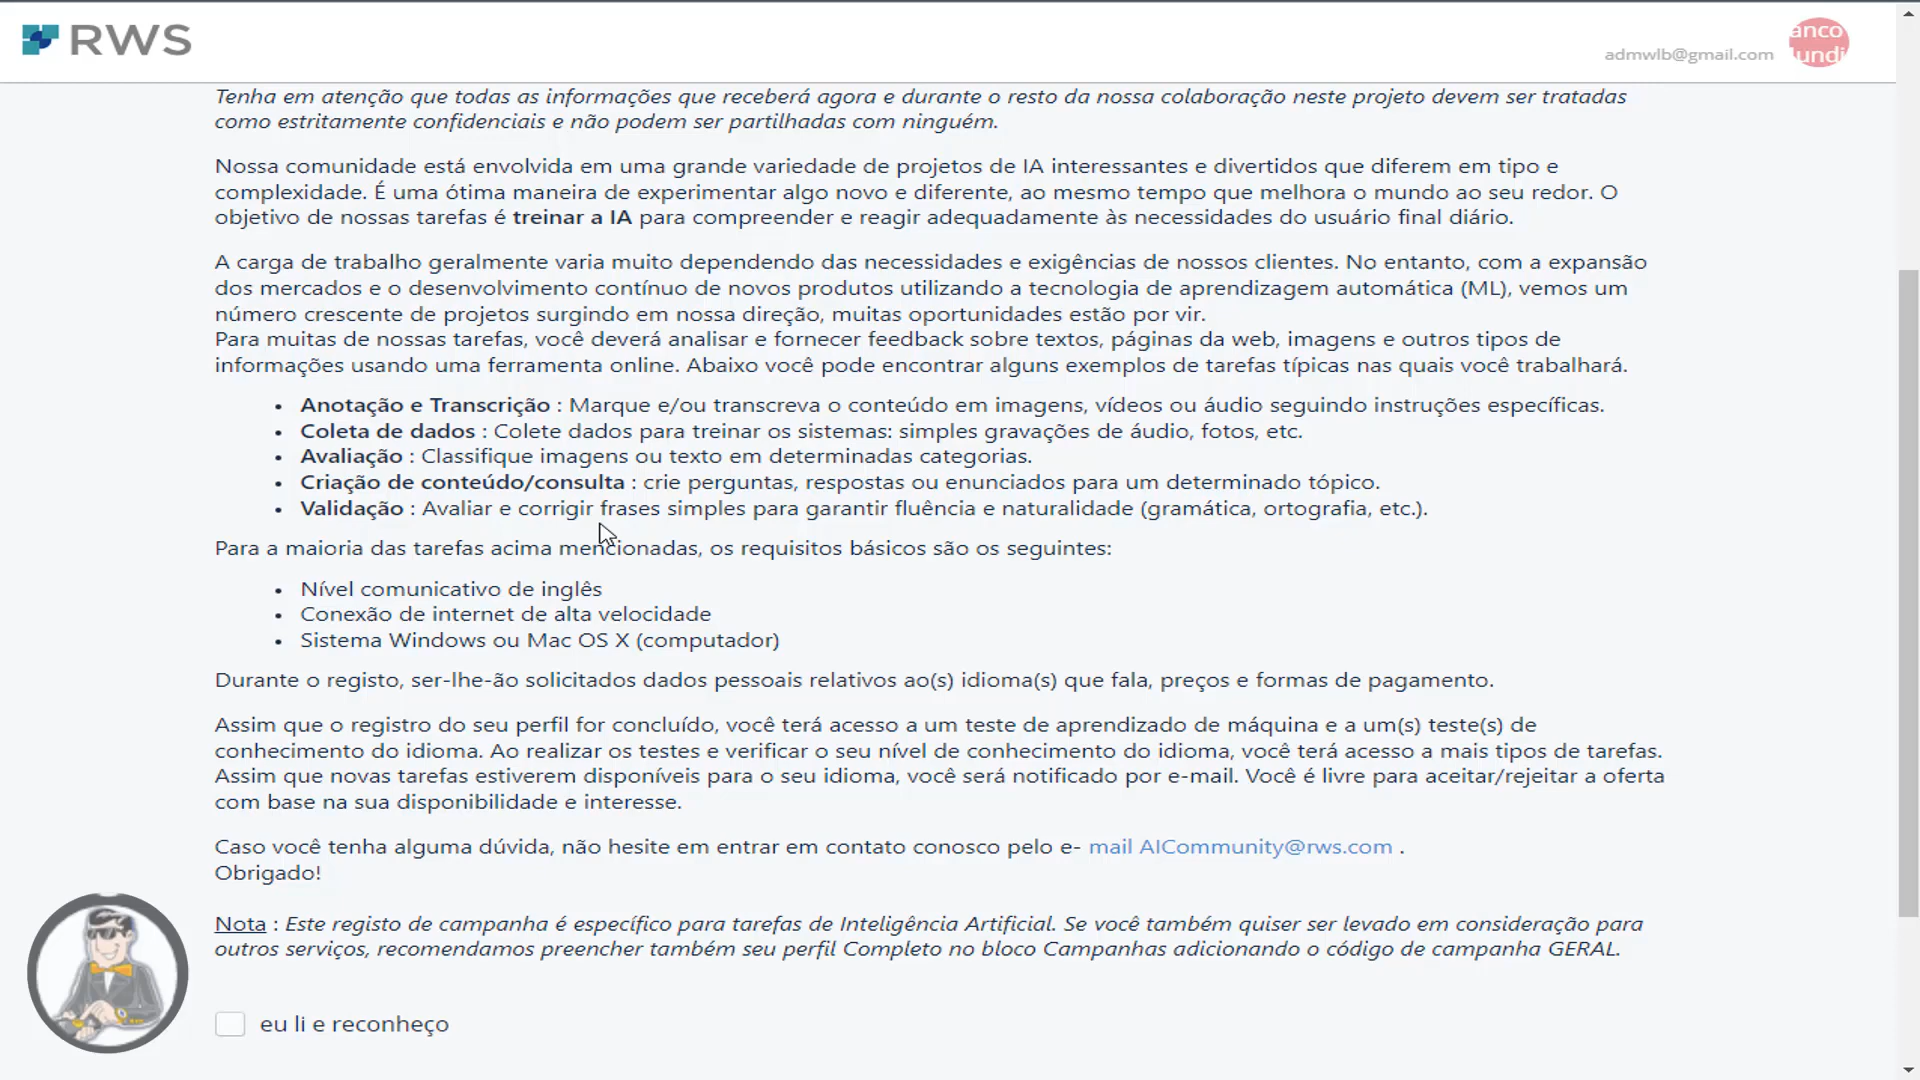 RWS
admwlb@gmail.com
anco
undi
Tenha em atenção que todas as informações que receberá agora e durante o resto da nossa colaboração neste projeto devem ser tratadas
como estritamente confidenciais e não podem ser partilhadas com ninguém.
Nossa comunidade está envolvida em uma grande variedade de projetos de IA interessantes e divertidos que diferem em tipo e
complexidade. É uma ótima maneira de experimentar algo novo e diferente, ao mesmo tempo que melhora o mundo ao seu redor. O
objetivo de nossas tarefas é treinar a IA para compreender e reagir adequadamente às necessidades do usuário final diário.
A carga de trabalho geralmente varia muito dependendo das necessidades e exigências de nossos clientes. No entanto, com a expansão
dos mercados e o desenvolvimento contínuo de novos produtos utilizando a tecnologia de aprendizagem automática (ML), vemos um
número crescente de projetos surgindo em nossa direção, muitas oportunidades estão por vir.
Para muitas de nossas tarefas, você deverá analisar e fornecer feedback sobre textos, páginas da web, imagens e outros tipos de
informações usando uma ferramenta online. Abaixo você pode encontrar alguns exemplos de tarefas típicas nas quais você trabalhará.
• Anotação e Transcrição : Marque e/ou transcreva o conteúdo em imagens, vídeos ou áudio seguindo instruções específicas.
• Coleta de dados : Colete dados para treinar os sistemas: simples gravações de áudio, fotos, etc.
• Avaliação : Classifique imagens ou texto em determinadas categorias.
• Criação de conteúdo/consulta : crie perguntas, respostas ou enunciados para um determinado tópico.
• Validação : Avaliar e corrigir frases simples para garantir fluência e naturalidade (gramática, ortografia, etc.).
Para a maioria das tarefas acima mencionadas, os requisitos básicos são os seguintes:
• Nível comunicativo de inglês
• Conexão de internet de alta velocidade
• Sistema Windows ou Mac OS X (computador)
Durante o registo, ser-lhe-ão solicitados dados pessoais relativos ao(s) idioma(s) que fala, preços e formas de pagamento.
Assim que o registro do seu perfil for concluído, você terá acesso a um teste de aprendizado de máquina e a um(s) teste(s) de
conhecimento do idioma. Ao realizar os testes e verificar o seu nível de conhecimento do idioma, você terá acesso a mais tipos de tarefas.
Assim que novas tarefas estiverem disponíveis para o seu idioma, você será notificado por e-mail. Você é livre para aceitar/rejeitar a oferta
com base na sua disponibilidade e interesse.
Caso você tenha alguma dúvida, não hesite em entrar em contato conosco pelo e- mail AICommunity@rws.com .
Obrigado!
Nota : Este registo de campanha é específico para tarefas de Inteligência Artificial. Se você também quiser ser levado em consideração para
outros serviços, recomendamos preencher também seu perfil Completo no bloco Campanhas adicionando o código de campanha GERAL.
eu li e reconheço